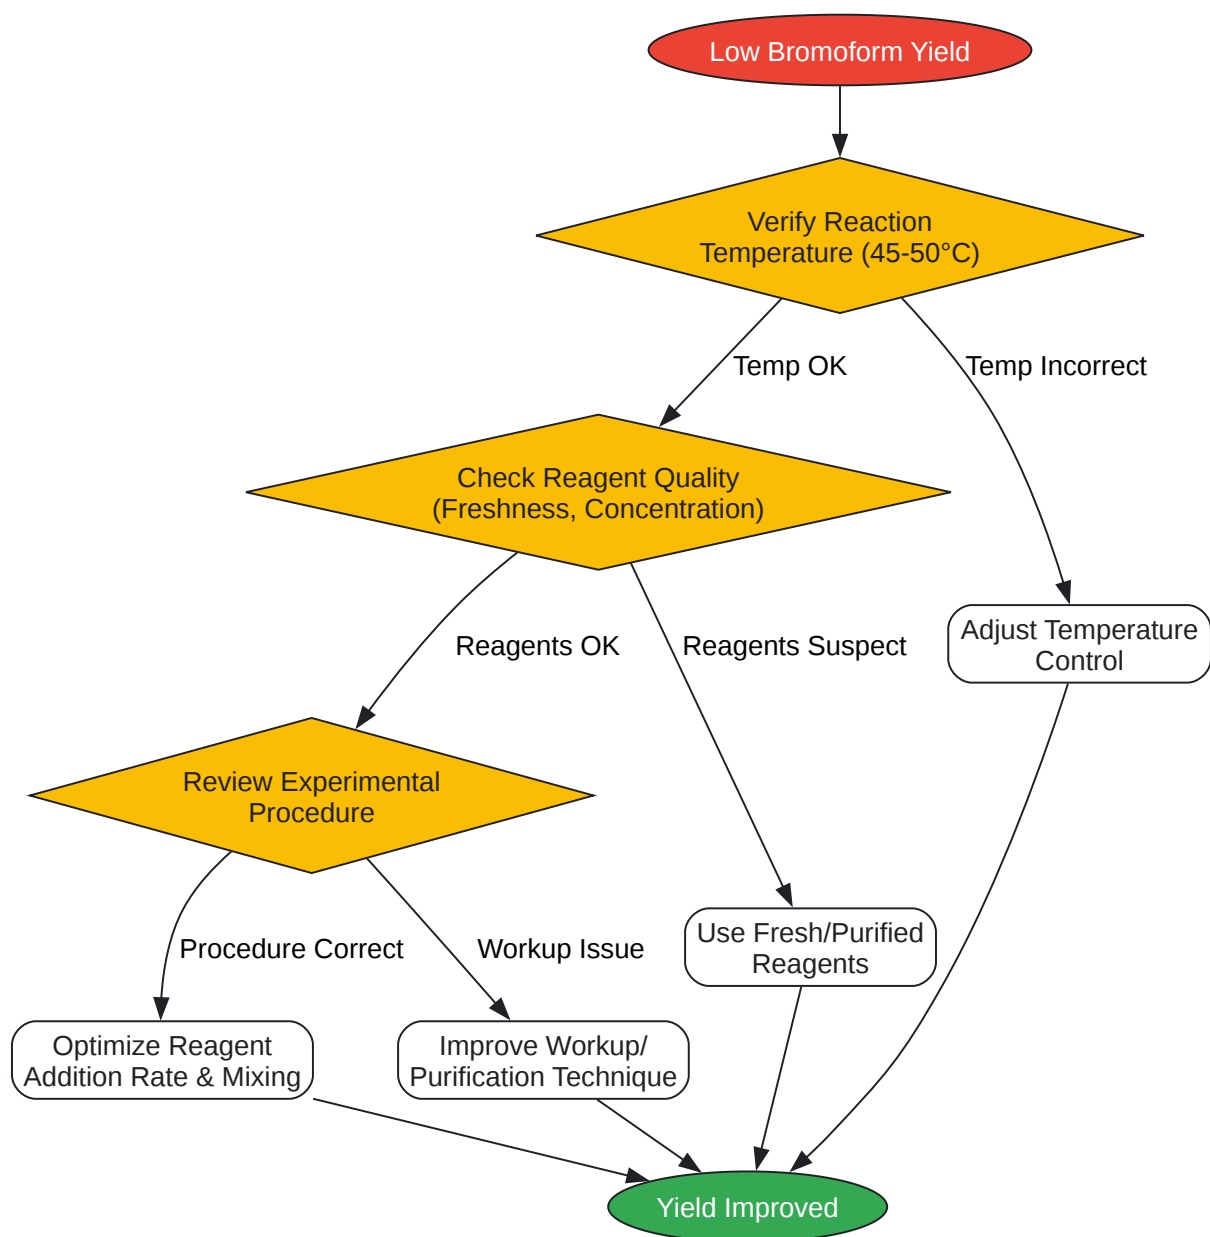 Low Bromoform Yield
Verify Reaction
Temperature (45-50°C)
Temp OK
Temp Incorrect
Check Reagent Quality
(Freshness, Concentration)
Reagents OK
Reagents Suspect
Adjust Temperature
Control
Review Experimental
Procedure
Procedure Correct
Workup Issue
Use Fresh/Purified
Reagents
Optimize Reagent
Addition Rate & Mixing
Improve Workup/
Purification Technique
Yield Improved